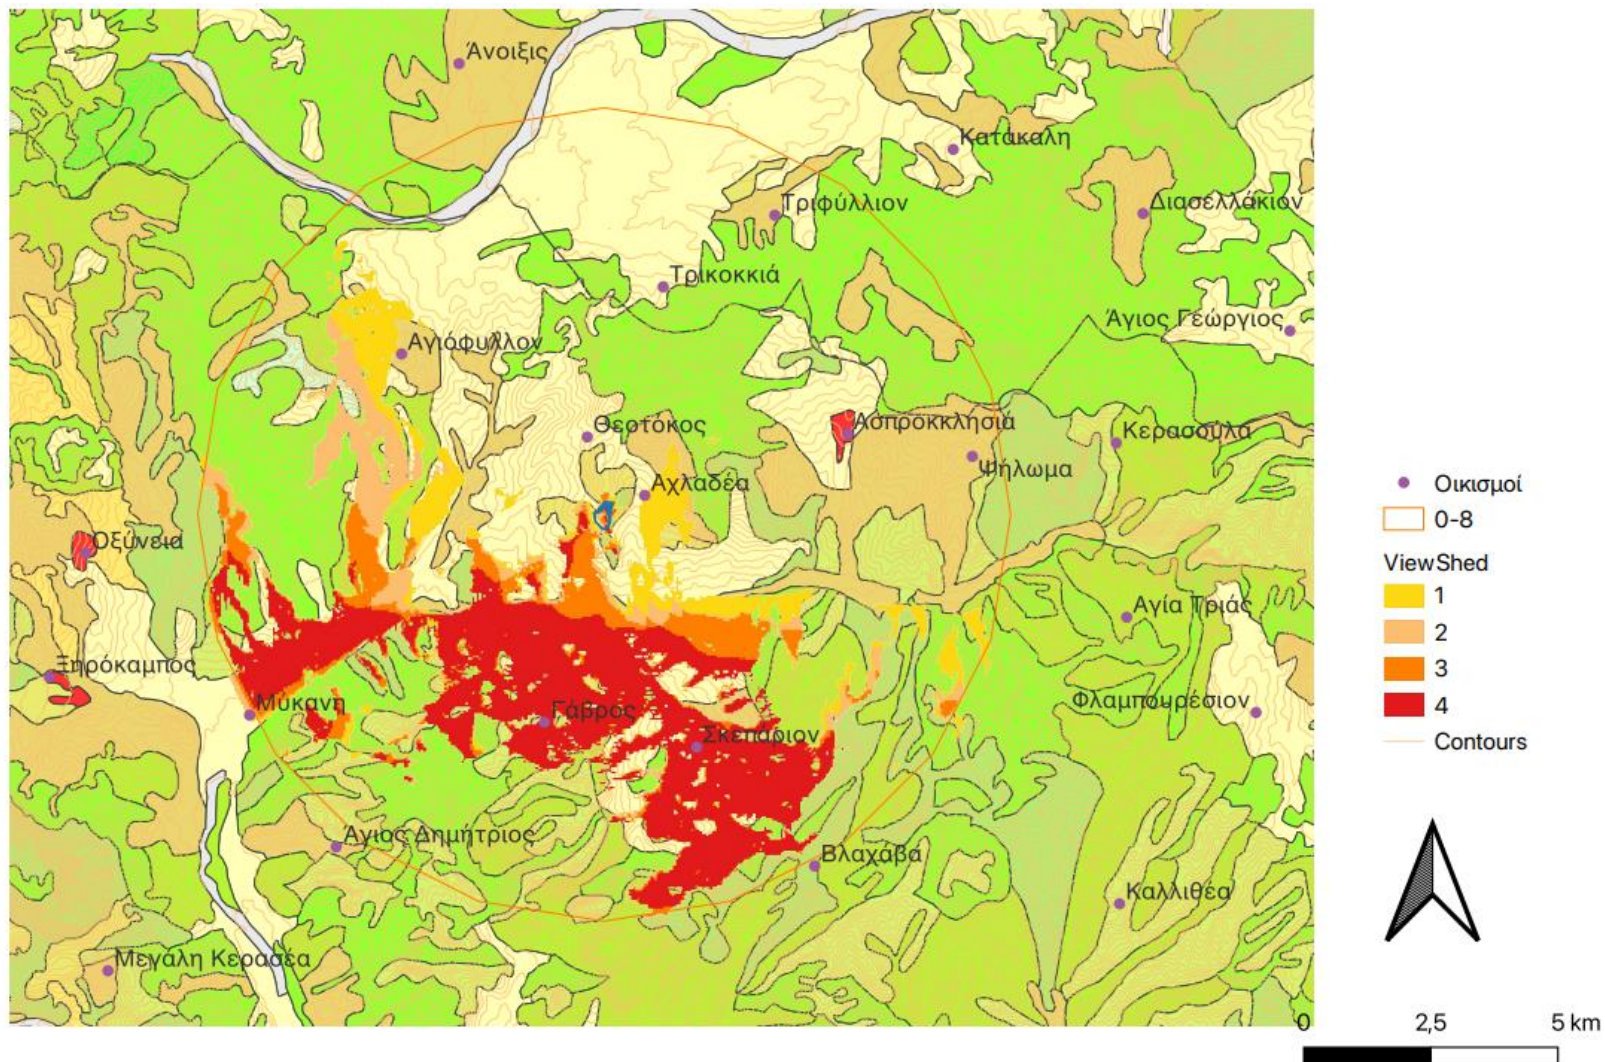 Άνοιξις
Κατάκαλη
Τριφύλλιον
Διασελλάκιον
Τρικοκκιά
Άγιος Γεώργιος
Αγιόφυλλον
Θεοτόκος
Ασπροκκλησιά
Κερασούλα
Ψήλωμα
Αχλαδέα
Οξύνεια
Αγία Τριάς
Ξηρόκαμπος
Μύκανη
Γάβρος
Φλαμπουρέσιον
Σκεπάριον
Άγιος Δημήτριος
Βλαχάβα
Καλλιθέα
Μεγάλη Κερασέα
Οικισμοί
0-8
ViewShed
1
2
3
4
Contours
0 2,5 5 km